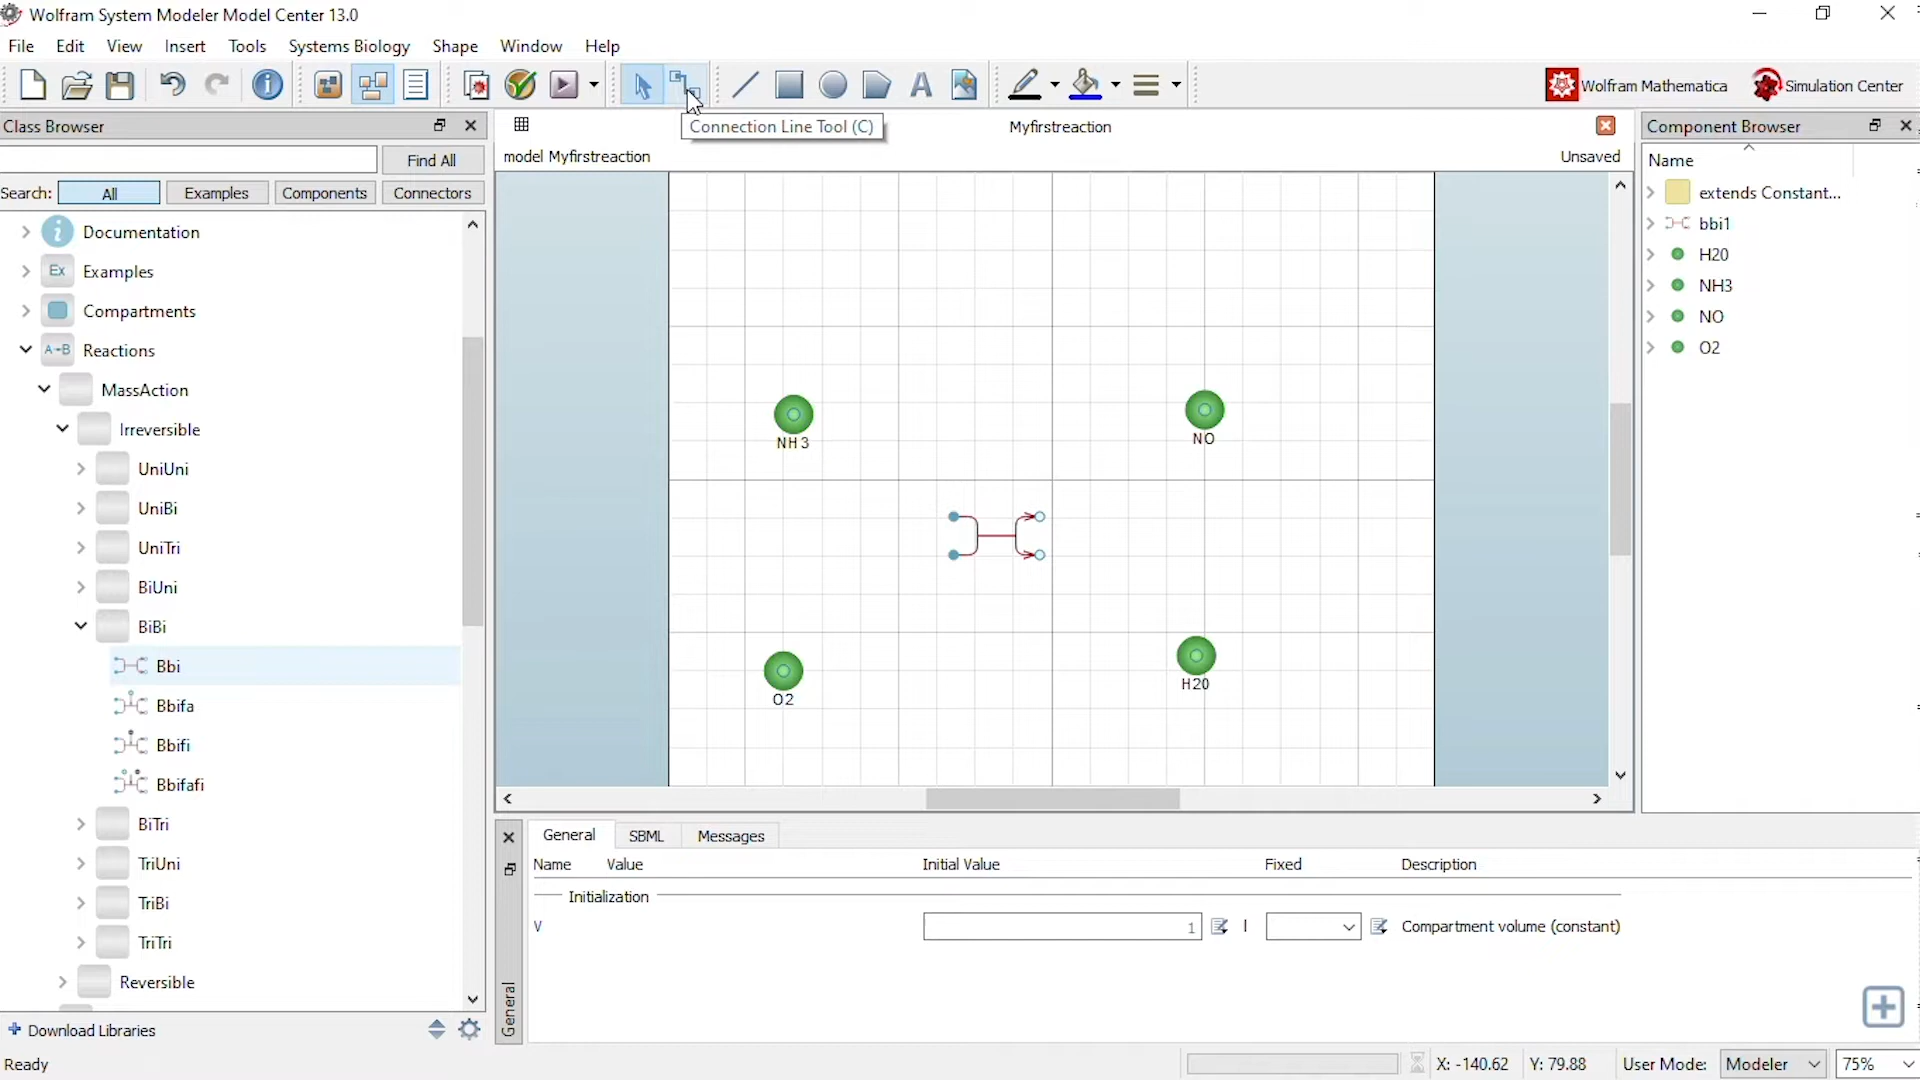 Wolfram System Modeler Model Center 13.0
File Edit View Insert Tools Systems Biology Shape Window Help
A Wolfram Mathematica Simulation Center
Class Browser
Find All
Search: All Examples Components Connectors
i Documentation
Ex Examples
Compartments
A→B Reactions
MassAction
Irreversible
UniUni
UniBi
UniTri
BiUni
BiBi
Bbi
Bbifa
Bbifi
Bbifafi
BiTri
TriUni
TriBi
TriTri
Reversible
+ Download Libraries
Ready
Connection Line Tool (C)
Myfirstreaction
model Myfirstreaction
Unsaved
NH3
NO
O2
H20
Component Browser
Name
extends Constant...
bbi1
H20
NH3
NO
O2
General SBML Messages
Name Value Initial Value Fixed Description
Initialization
V 1 l Compartment volume (constant)
General
X: -140.62 Y: 79.88 User Mode: Modeler 75%